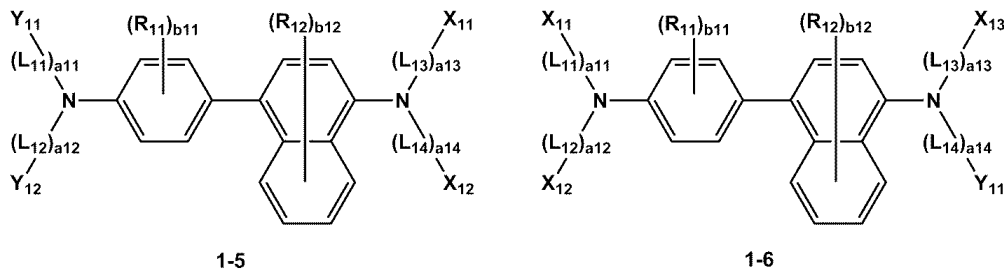 Y₁₁ (R₁₁)b11 (R₁₂)b12 X₁₁
(L₁₁)a11 (L₁₃)a13
N N
(L₁₂)a12 (L₁₄)a14
Y₁₂ X₁₂
1-5
X₁₁ (R₁₁)b11 (R₁₂)b12 X₁₃
(L₁₁)a11 (L₁₃)a13
N N
(L₁₂)a12 (L₁₄)a14
X₁₂ Y₁₁
1-6